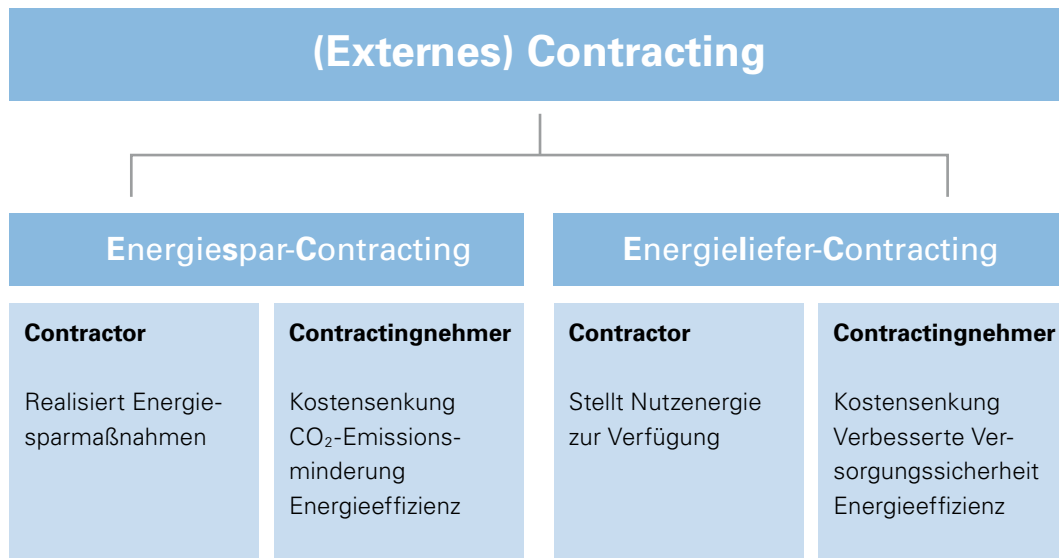 (Externes) Contracting
Energiespar-Contracting
Energieliefer-Contracting
Contractor
Realisiert Energie-
sparmaßnahmen
Contractingnehmer
Kostensenkung
CO₂-Emissions-
minderung
Energieeffizienz
Contractor
Stellt Nutzenergie
zur Verfügung
Contractingnehmer
Kostensenkung
Verbesserte Ver-
sorgungssicherheit
Energieeffizienz